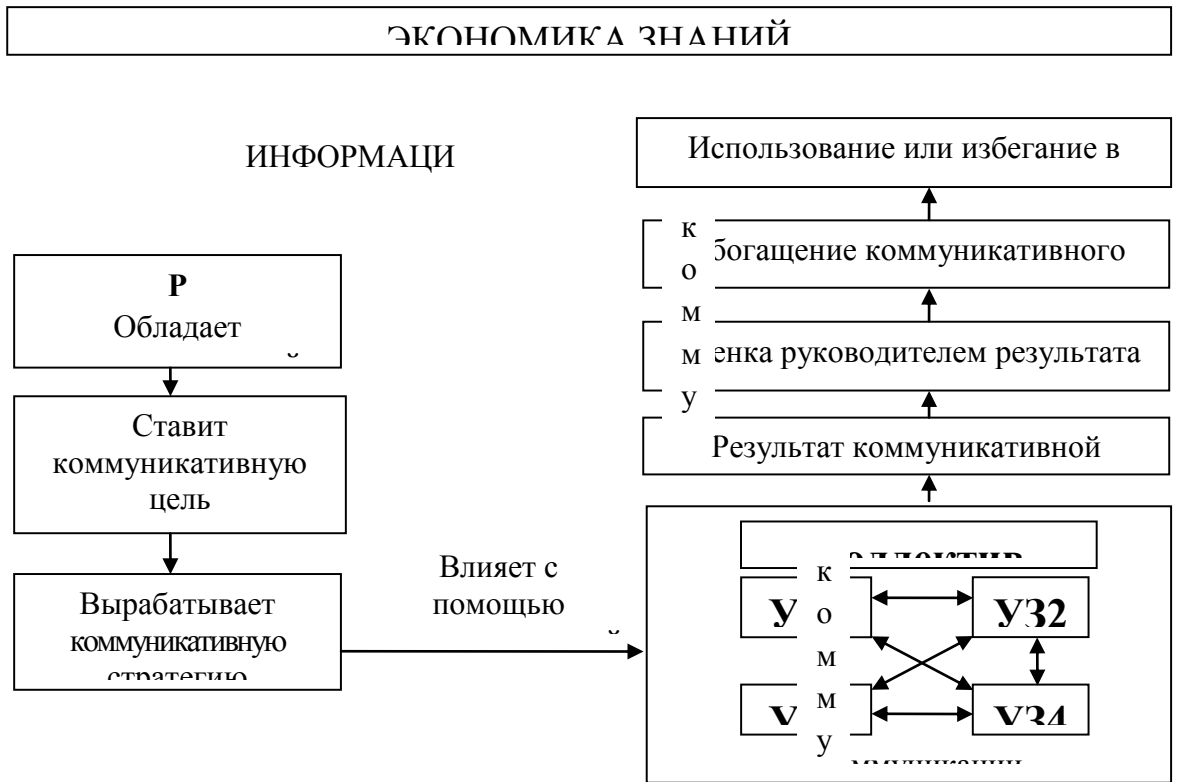 ЭКОНОМИКА ЗНАНИЙ
ИНФОРМАЦИ
Р
Обладает
Ставит
коммуникативную
цель
Вырабатывает
коммуникативную
стратегию
Влияет с
помощью
Использование или избегание в
богащение коммуникативного
енка руководителем результата
Результат коммуникативной
к
о
м
м
у
У
УЗ2
У
УЗ4
к
о
м
м
у